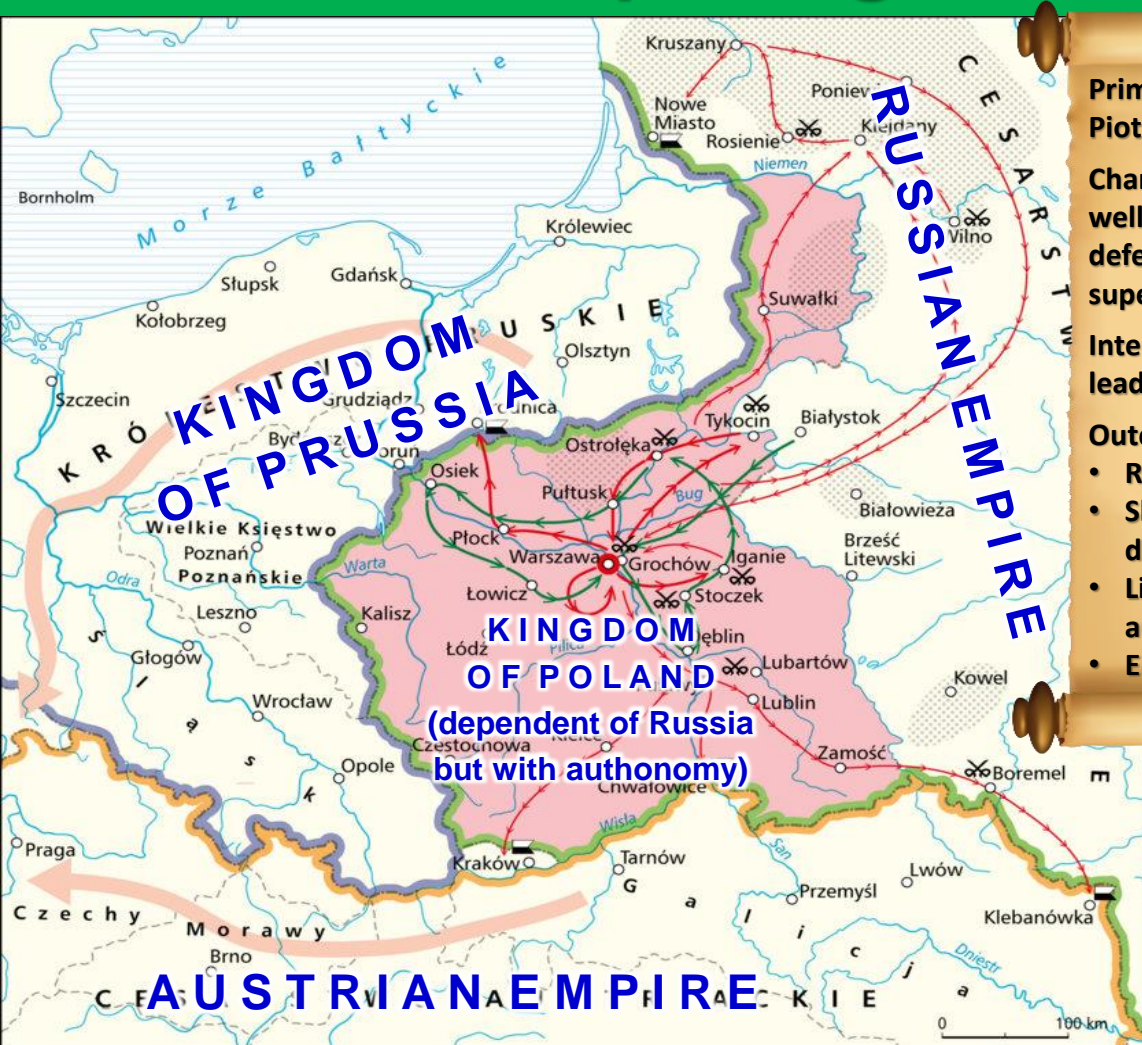 Kruszany
Nowe
Miasto
Rosienie
Kiejdany
Niemen
Vilno
CESARSTW
RUSSIAN EMPIRE
Morze Bałtyckie
Bornholm
Królewiec
Słupsk
Gdańsk
Kołobrzeg
Suwałki
Olsztyn
Szczecin
KINGDOM
OF PRUSSIA
Grudziądz
Tykocin
Białystok
Ostrołęka
Osiek
Pułtusk
Bug
Białowieża
Wielkie Księstwo
Poznań
Poznańskie
Płock
Warszawa
Grochów
Iganie
Brześć
Litewski
Odra
Warta
Łowicz
Stoczek
Leszno
Kalisz
Łódź
Pilica
KINGDOM
OF POLAND
(dependent of Russia
but with authonomy)
Głogów
Śląsk
Wrocław
Lubartów
Lublin
Kowel
Częstochowa
Opole
Zamość
Boremel
Chwałowice
Wisła
Praga
Kraków
Tarnów
San
Lwów
Przemyśl
Klebanówka
Galicja
Czechy
Morawy
Brno
Dniestr
AUSTRIAN EMPIRE
0 100 km